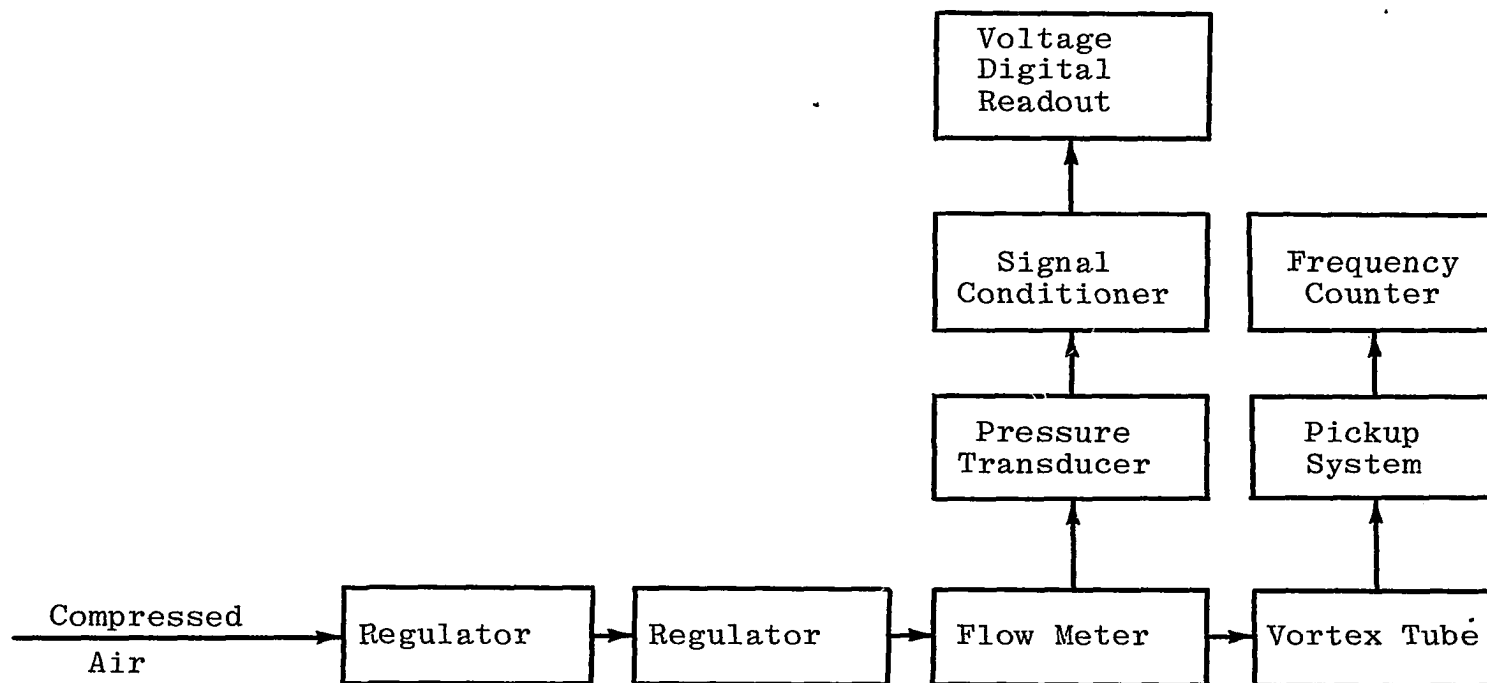 Voltage
Digital
Readout
Signal
Conditioner
Frequency
Counter
Pressure
Transducer
Pickup
System
Compressed
Air
Regulator
Regulator
Flow Meter
Vortex Tube